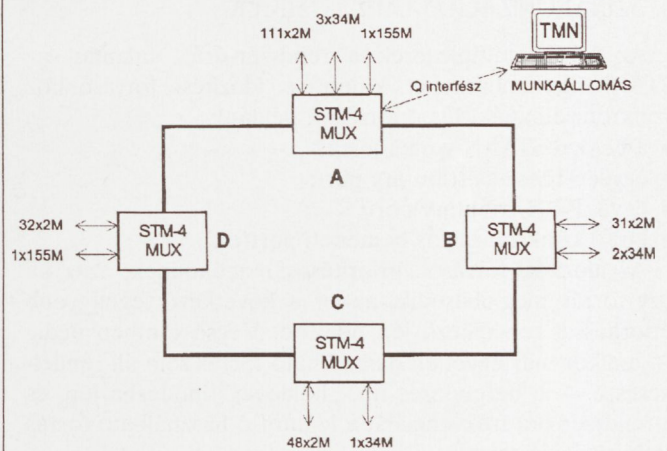 3x34M
111x2M
1x155M
TMN
Q interfész
MUNKAÁLLOMÁS
STM-4
MUX
A
32x2M
1x155M
STM-4
MUX
D
B
STM-4
MUX
31x2M
2x34M
C
STM-4
MUX
48x2M
1x34M